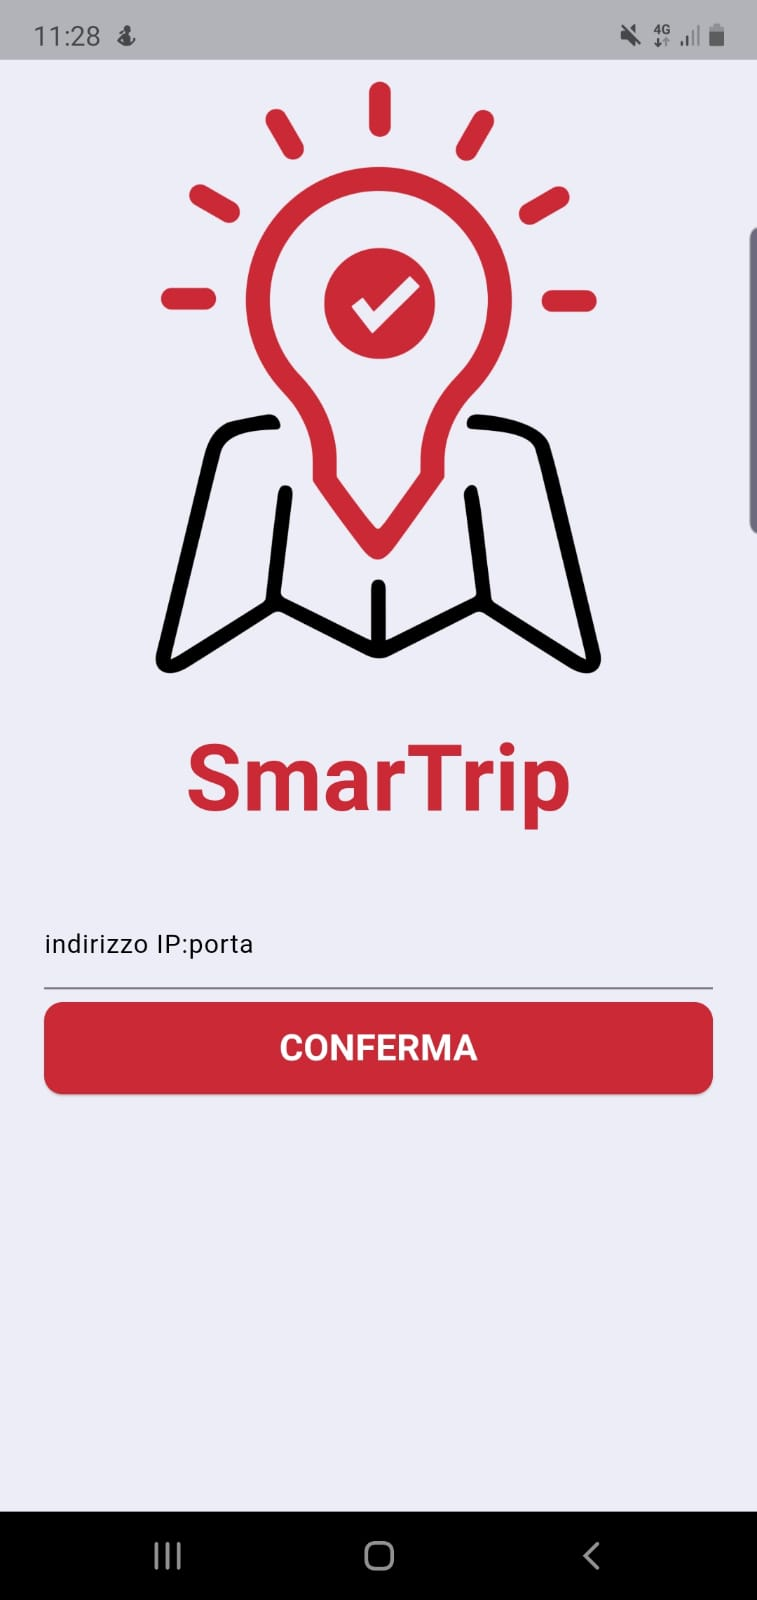 11:28
4G
SmarTrip
indirizzo IP:porta
CONFERMA